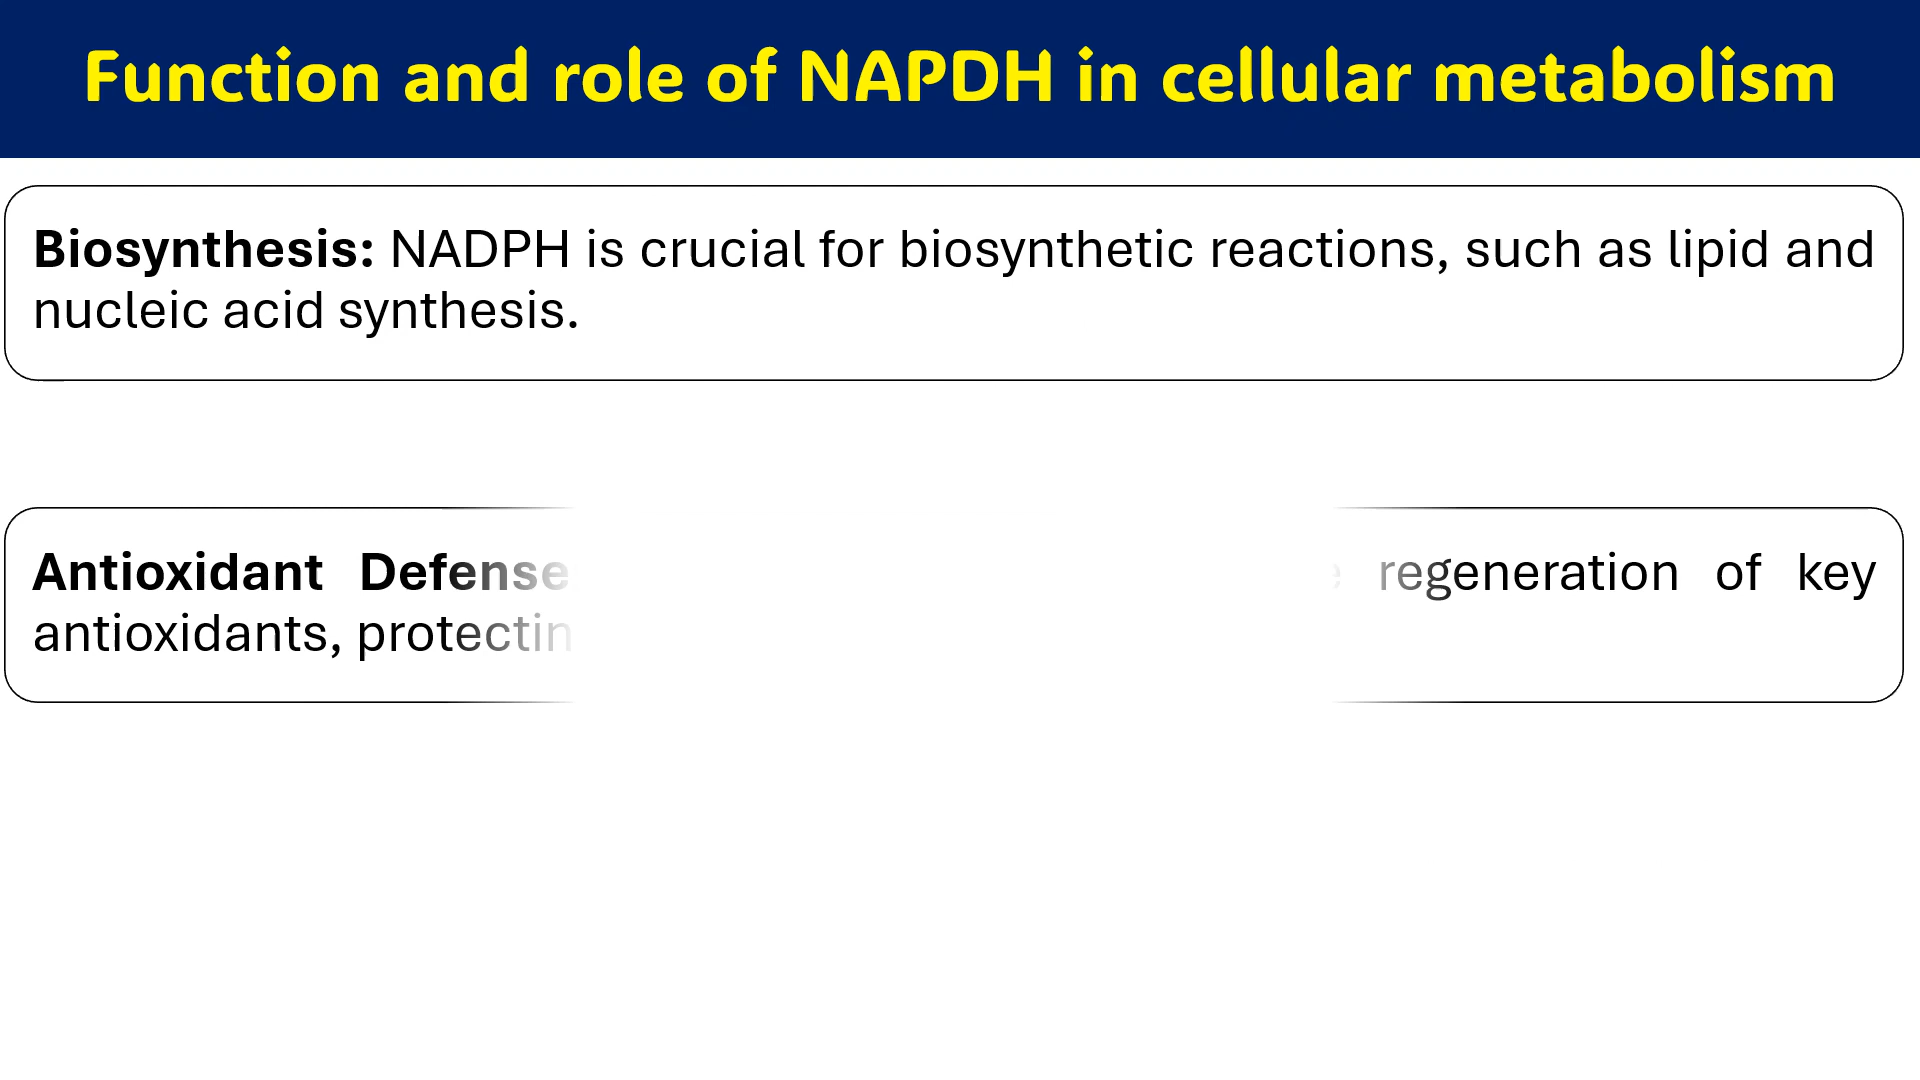 Function and role of NAPDH in cellular metabolism
Biosynthesis: NADPH is crucial for biosynthetic reactions, such as lipid and
nucleic acid synthesis.
Antioxidant Defense regeneration of key
antioxidants,